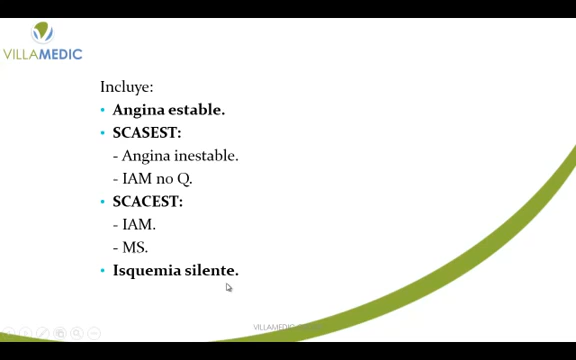 VILLAMEDIC
Incluye:
• Angina estable.
• SCASEST:
- Angina inestable.
- IAM no Q.
• SCACEST:
- IAM.
- MS.
• Isquemia silente.
VILLAMEDIC